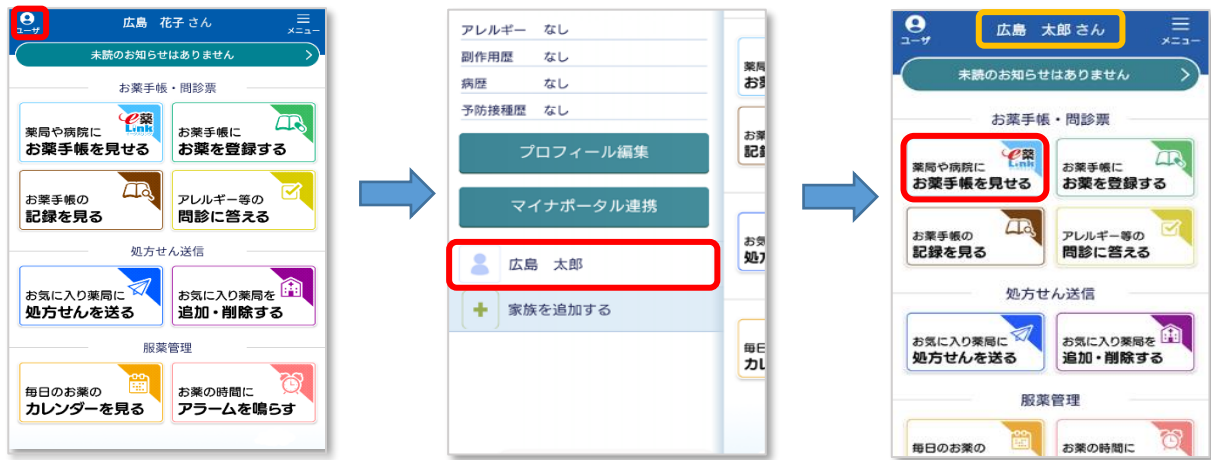 広島 花子 さん
ユーザ
メニュー
未読のお知らせはありません
お薬手帳・問診票
薬局や病院に
お薬手帳を見せる
e薬
Link
お薬手帳に
お薬を登録する
お薬手帳の
記録を見る
アレルギー等の
問診に答える
処方せん送信
お気に入り薬局に
処方せんを送る
お気に入り薬局を
追加・削除する
服薬管理
毎日のお薬の
カレンダーを見る
お薬の時間に
アラームを鳴らす
アレルギー なし
副作用歴 なし
病歴 なし
予防接種歴 なし
プロフィール編集
マイナポータル連携
広島 太郎
家族を追加する
薬局
お薬
記録
お気
処方
毎日
カレ
広島 太郎 さん
ユーザ
メニュー
未読のお知らせはありません
お薬手帳・問診票
薬局や病院に
お薬手帳を見せる
e薬
Link
お薬手帳に
お薬を登録する
お薬手帳の
記録を見る
アレルギー等の
問診に答える
処方せん送信
お気に入り薬局に
処方せんを送る
お気に入り薬局を
追加・削除する
服薬管理
毎日のお薬の
お薬の時間に